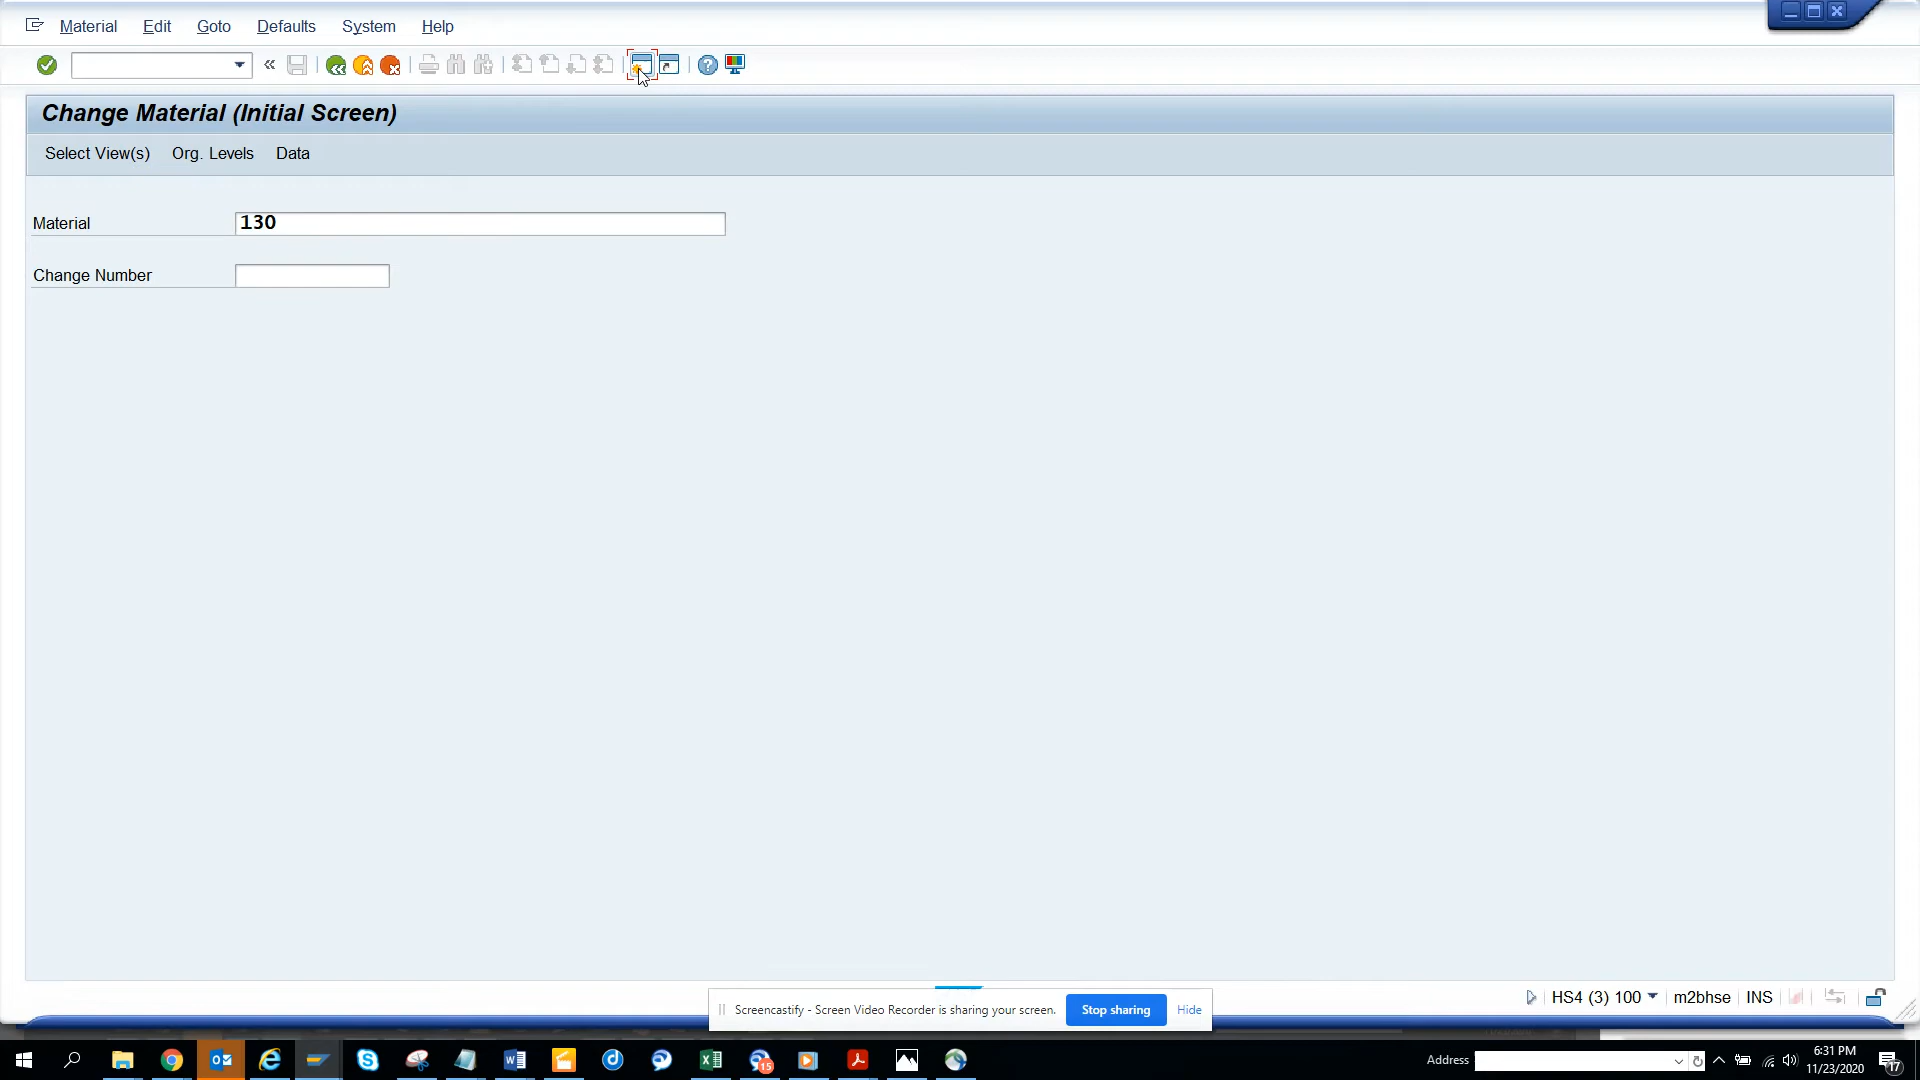 Material Edit Goto Defaults System Help
Change Material (Initial Screen)
Select View(s) Org. Levels Data
Material 130
Change Number
HS4 (3) 100 m2bhse INS
Screencastify - Screen Video Recorder is sharing your screen. Stop sharing Hide
15
Address
6:31 PM
11/23/2020
17